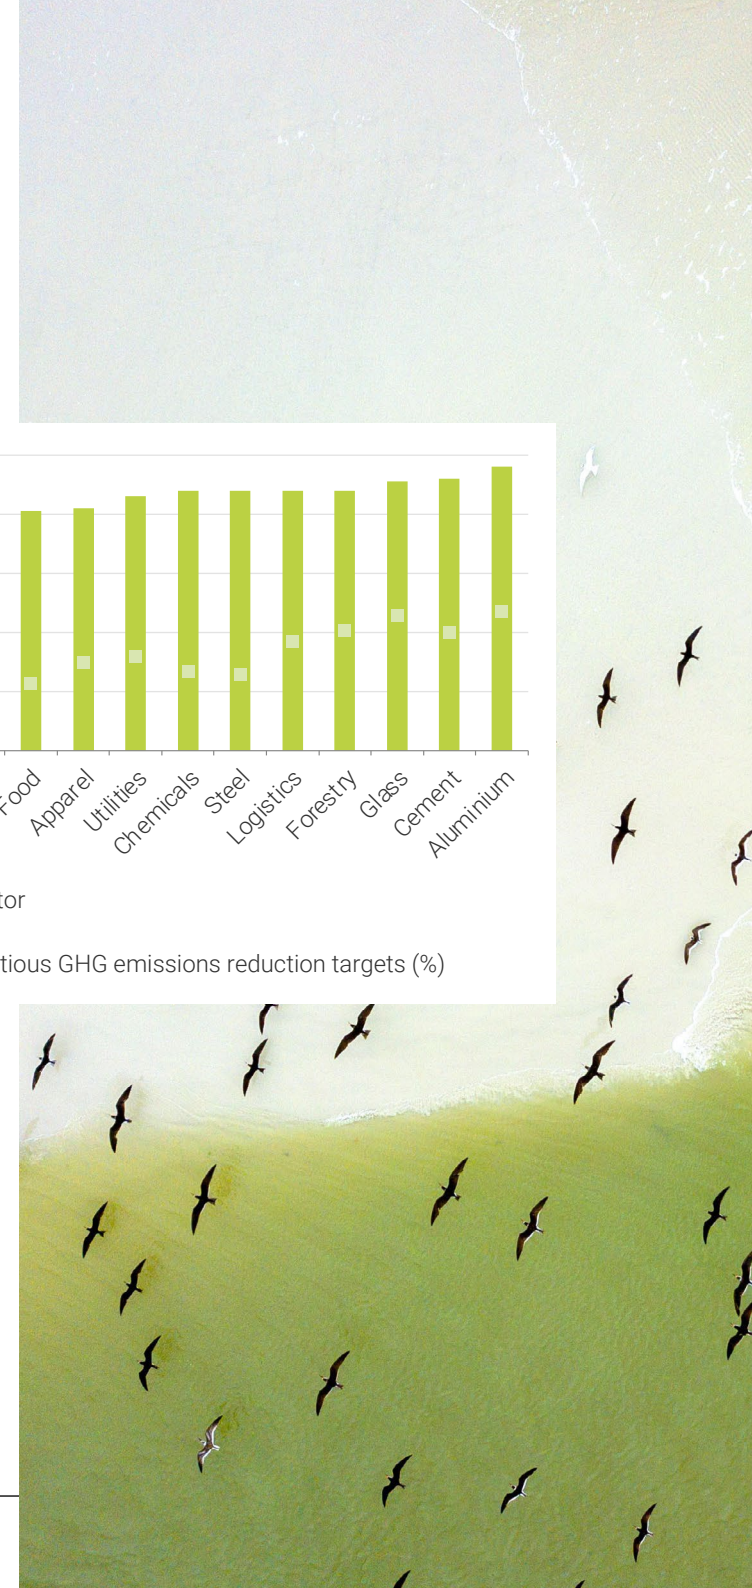 Food
Apparel
Utilities
Chemicals
Steel
Logistics
Forestry
Glass
Cement
Aluminium
tor
tious GHG emissions reduction targets (%)